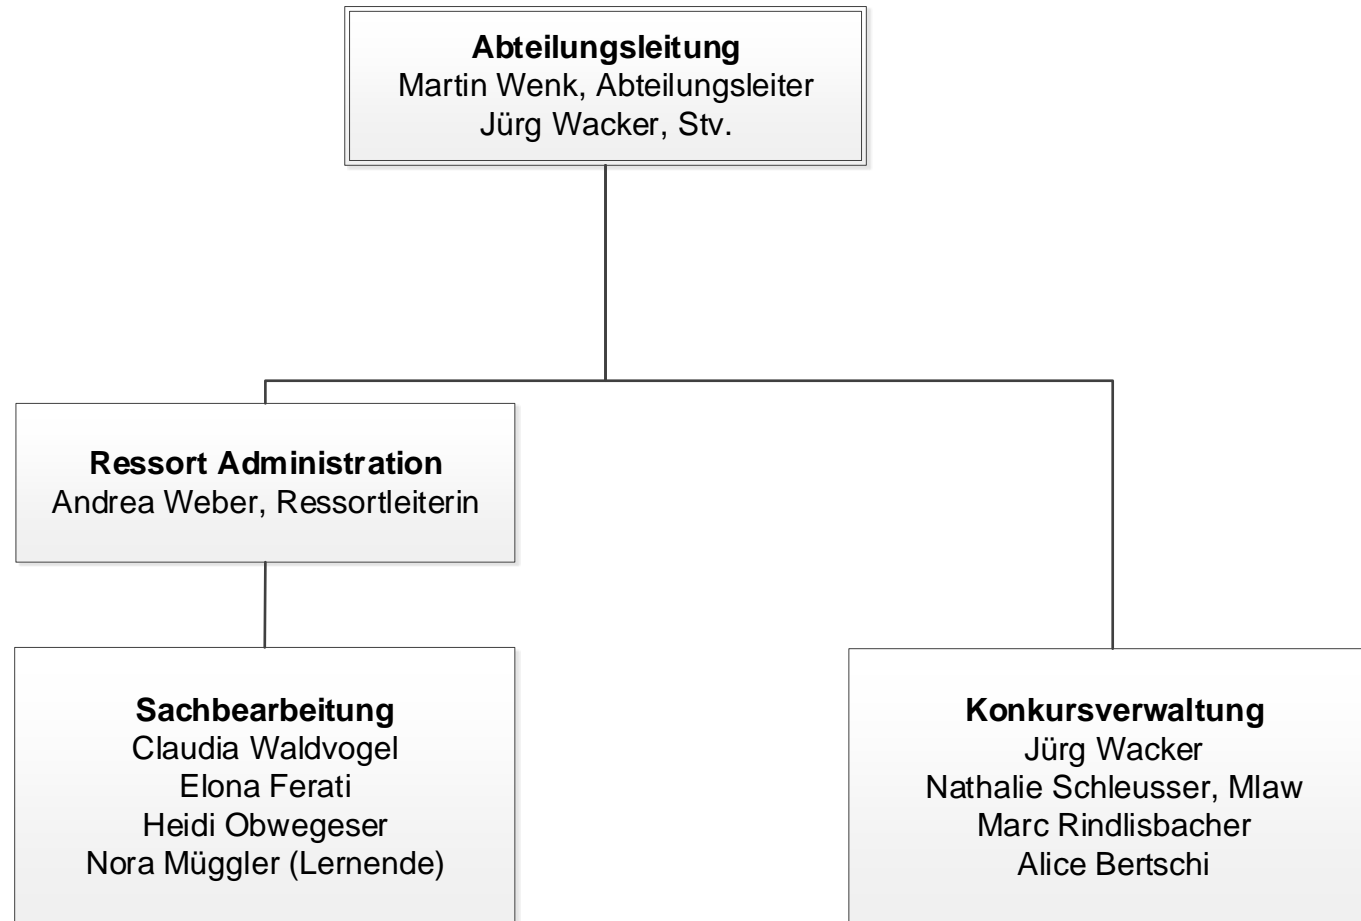 Abteilungsleitung
Martin Wenk, Abteilungsleiter
Jürg Wacker, Stv.
Ressort Administration
Andrea Weber, Ressortleiterin
Sachbearbeitung
Claudia Waldvogel
Elona Ferati
Heidi Obwegeser
Nora Müggler (Lernende)
Konkursverwaltung
Jürg Wacker
Nathalie Schleusser, Mlaw
Marc Rindlisbacher
Alice Bertschi